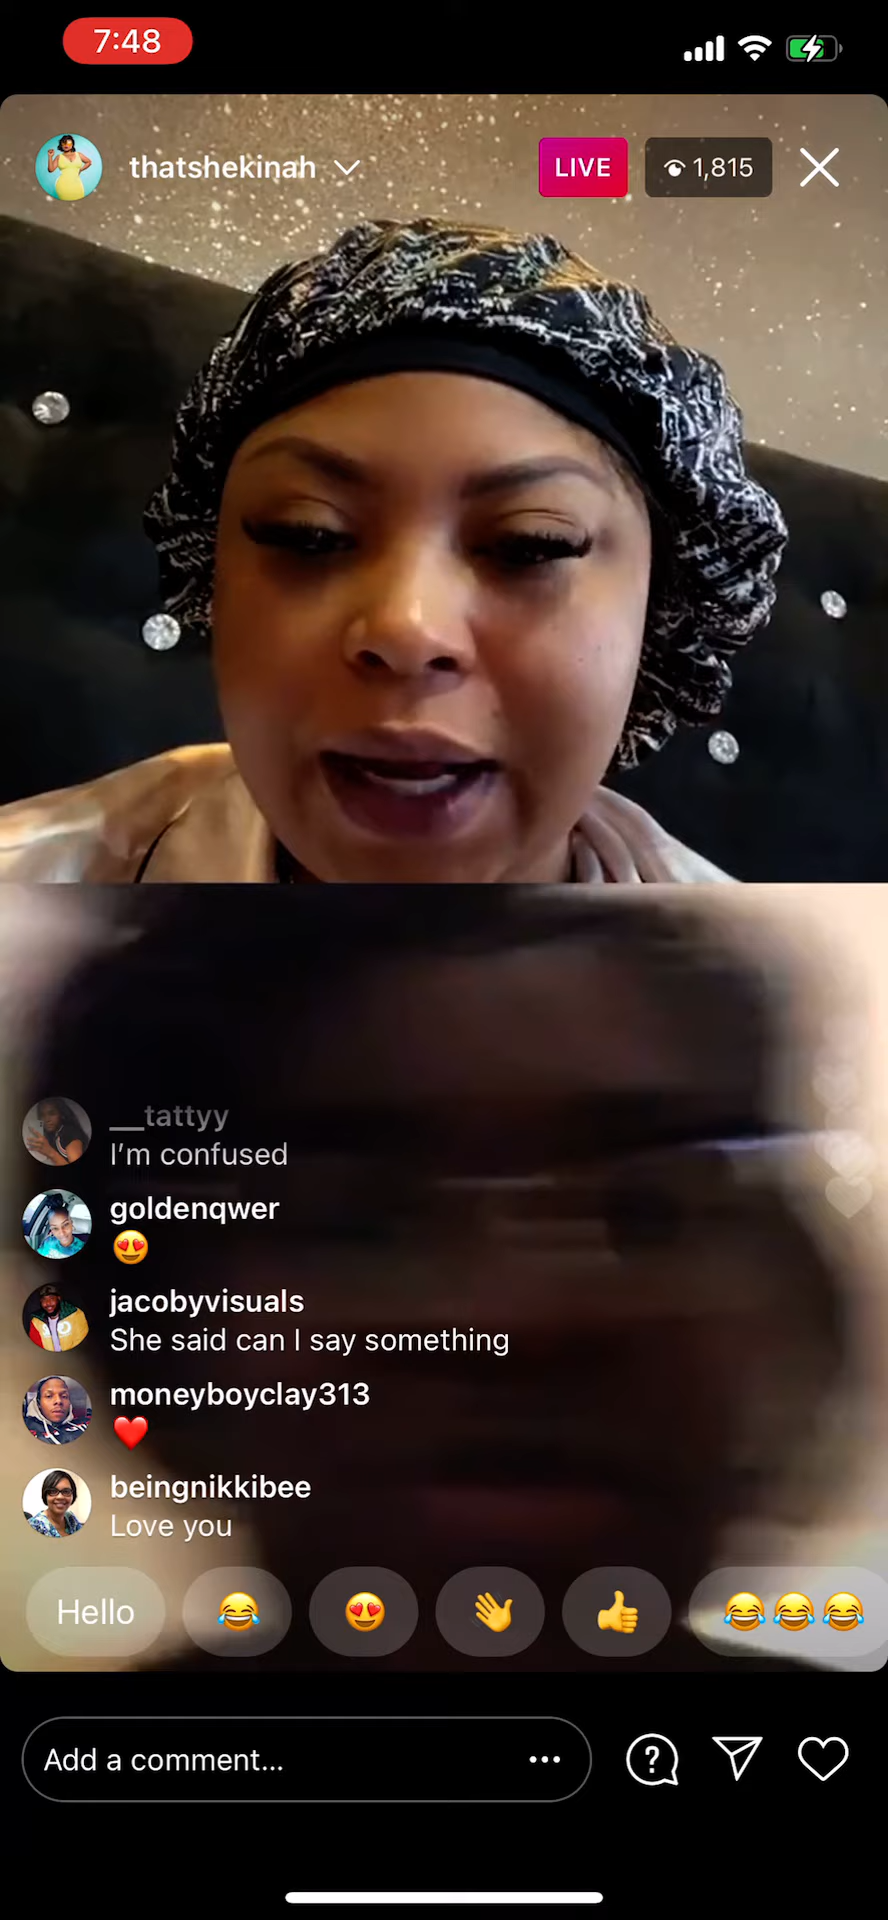 7:48
thatshekinah
LIVE
1,815
__tattyy
I'm confused
goldenqwer
😍
jacobyvisuals
She said can I say something
moneyboyclay313
❤️
beingnikkibee
Love you
Hello 😂 😍 👋 👍 😂😂😂
Add a comment...